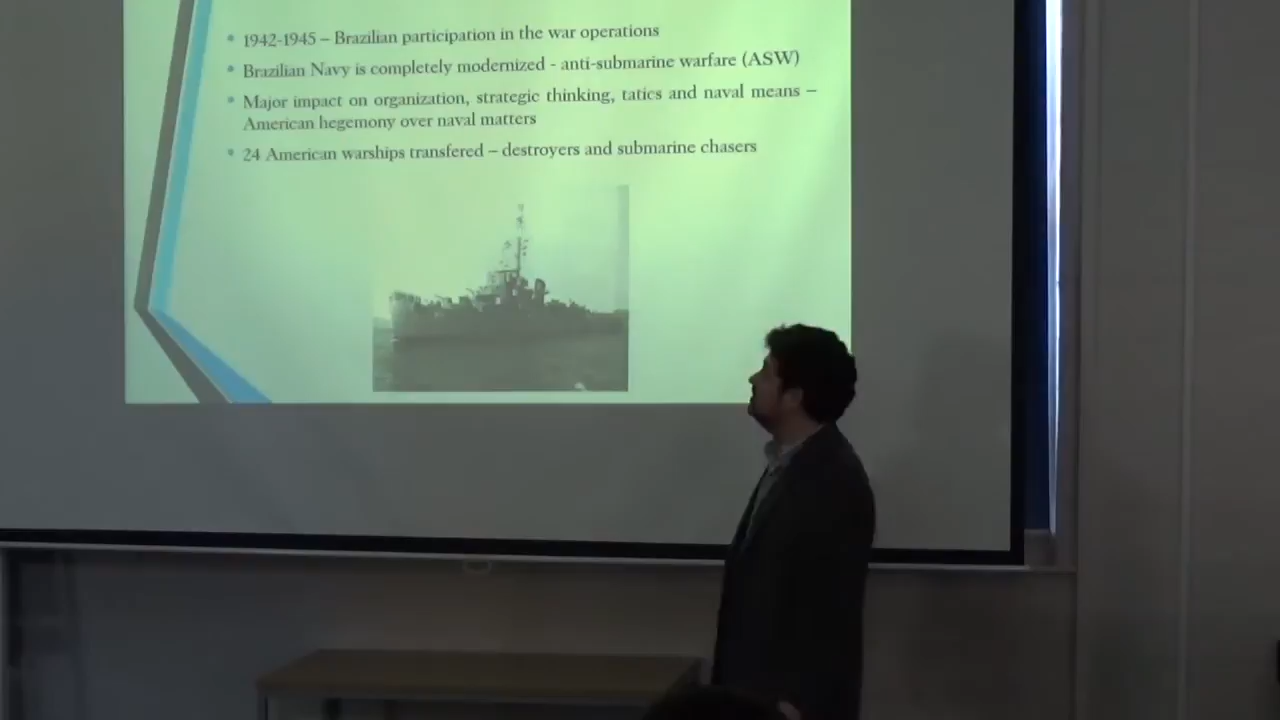 1942-1945 – Brazilian participation in the war operations
Brazilian Navy is completely modernized - anti-submarine warfare (ASW)
Major impact on organization, strategic thinking, tatics and naval means –
American hegemony over naval matters
24 American warships transfered – destroyers and submarine chasers